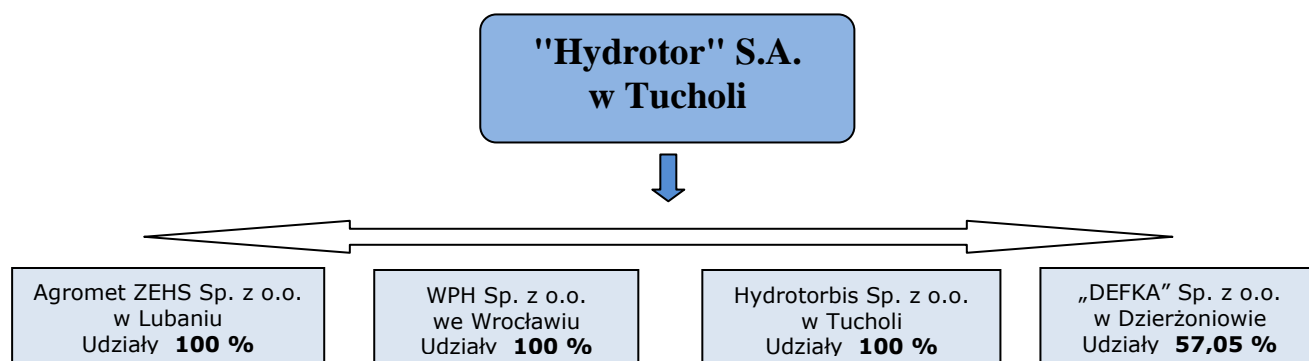 "Hydrotor" S.A.
w Tucholi
Agromet ZEHS Sp. z o.o.
w Lubaniu
Udziały 100 %
WPH Sp. z o.o.
we Wrocławiu
Udziały 100 %
Hydrotorbis Sp. z o.o.
w Tucholi
Udziały 100 %
„DEFKA” Sp. z o.o.
w Dzierżoniowie
Udziały 57,05 %